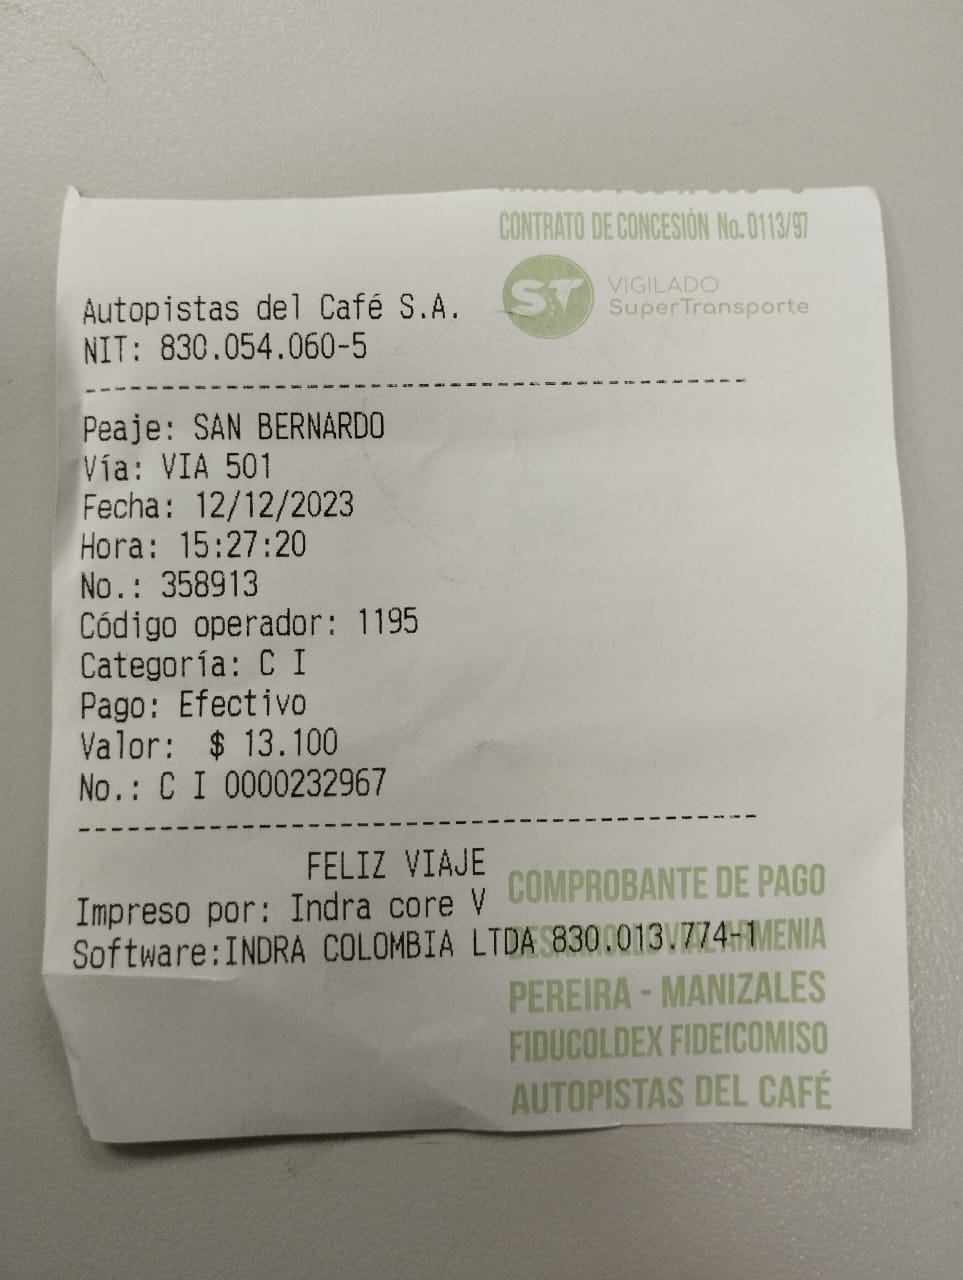 CONTRATO DE CONCESIÓN No. 0113/97
ST VIGILADO
SuperTransporte
Autopistas del Café S.A.
NIT: 830.054.060-5
Peaje: SAN BERNARDO
Vía: VIA 501
Fecha: 12/12/2023
Hora: 15:27:20
No.: 358913
Código operador: 1195
Categoría: C I
Pago: Efectivo
Valor: $ 13.100
No.: C I 0000232967
FELIZ VIAJE
COMPROBANTE DE PAGO
Impreso por: Indra core V
Software:INDRA COLOMBIA LTDA 830.013.774-1
ARMENIA
PEREIRA - MANIZALES
FIDUCOLDEX FIDEICOMISO
AUTOPISTAS DEL CAFÉ